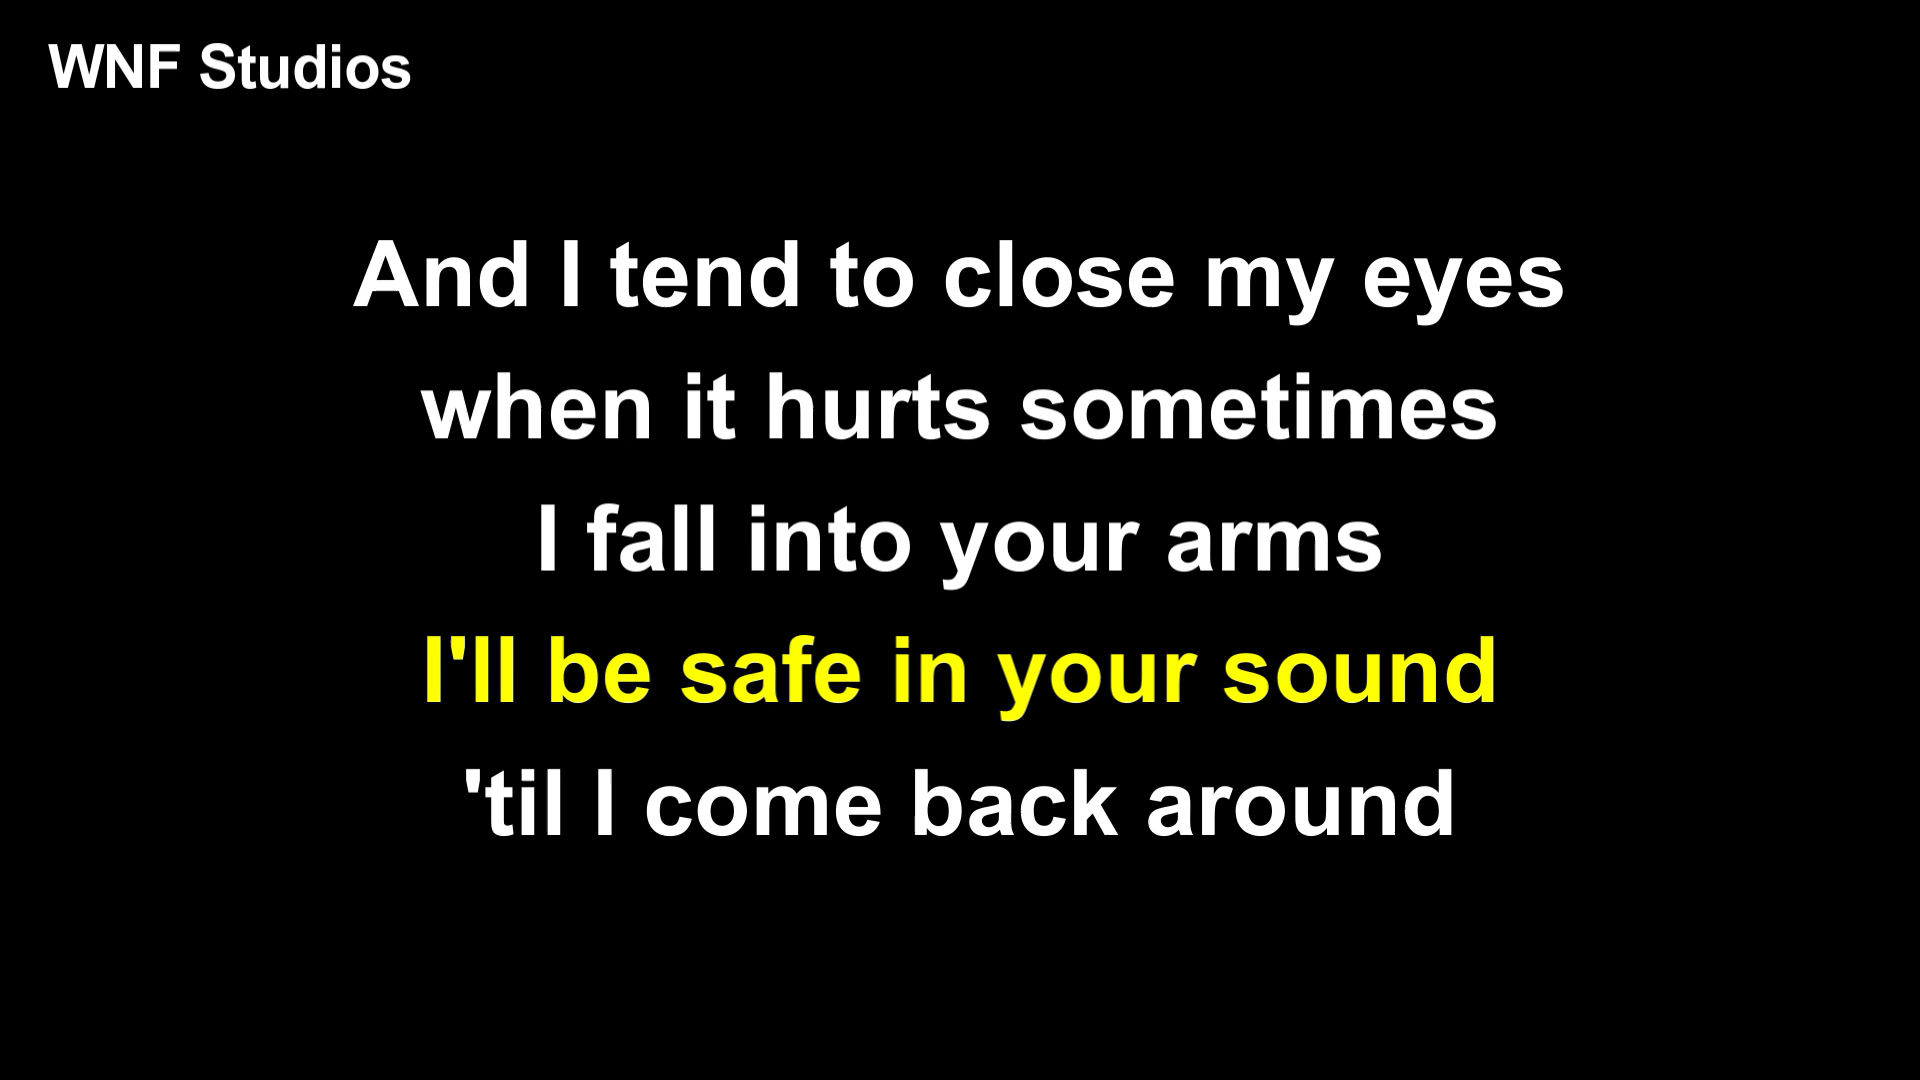 WNF Studios
And I tend to close my eyes
when it hurts sometimes
I fall into your arms
I'll be safe in your sound
'til I come back around